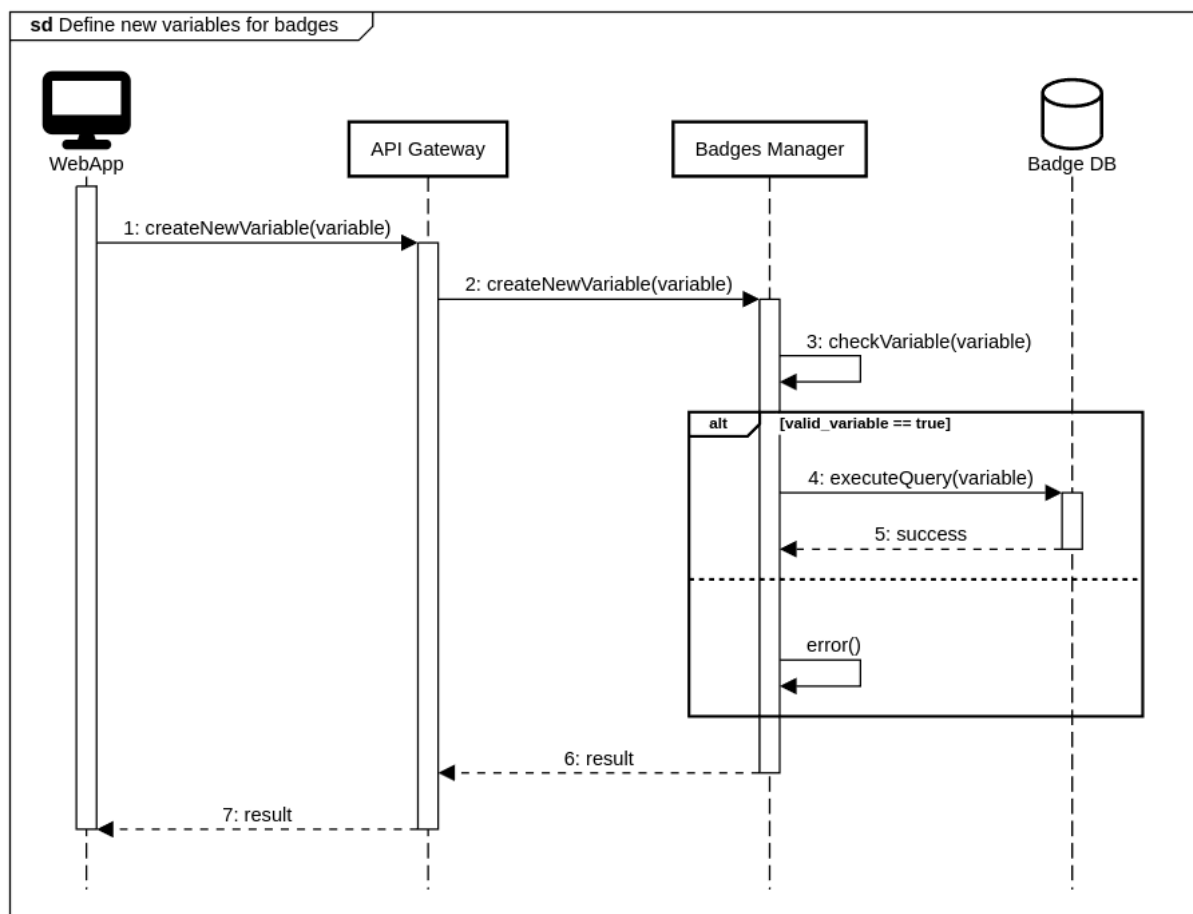 sd Define new variables for badges
WebApp
API Gateway
Badges Manager
Badge DB
1: createNewVariable(variable)
2: createNewVariable(variable)
3: checkVariable(variable)
alt
[valid_variable == true]
4: executeQuery(variable)
5: success
error()
6: result
7: result